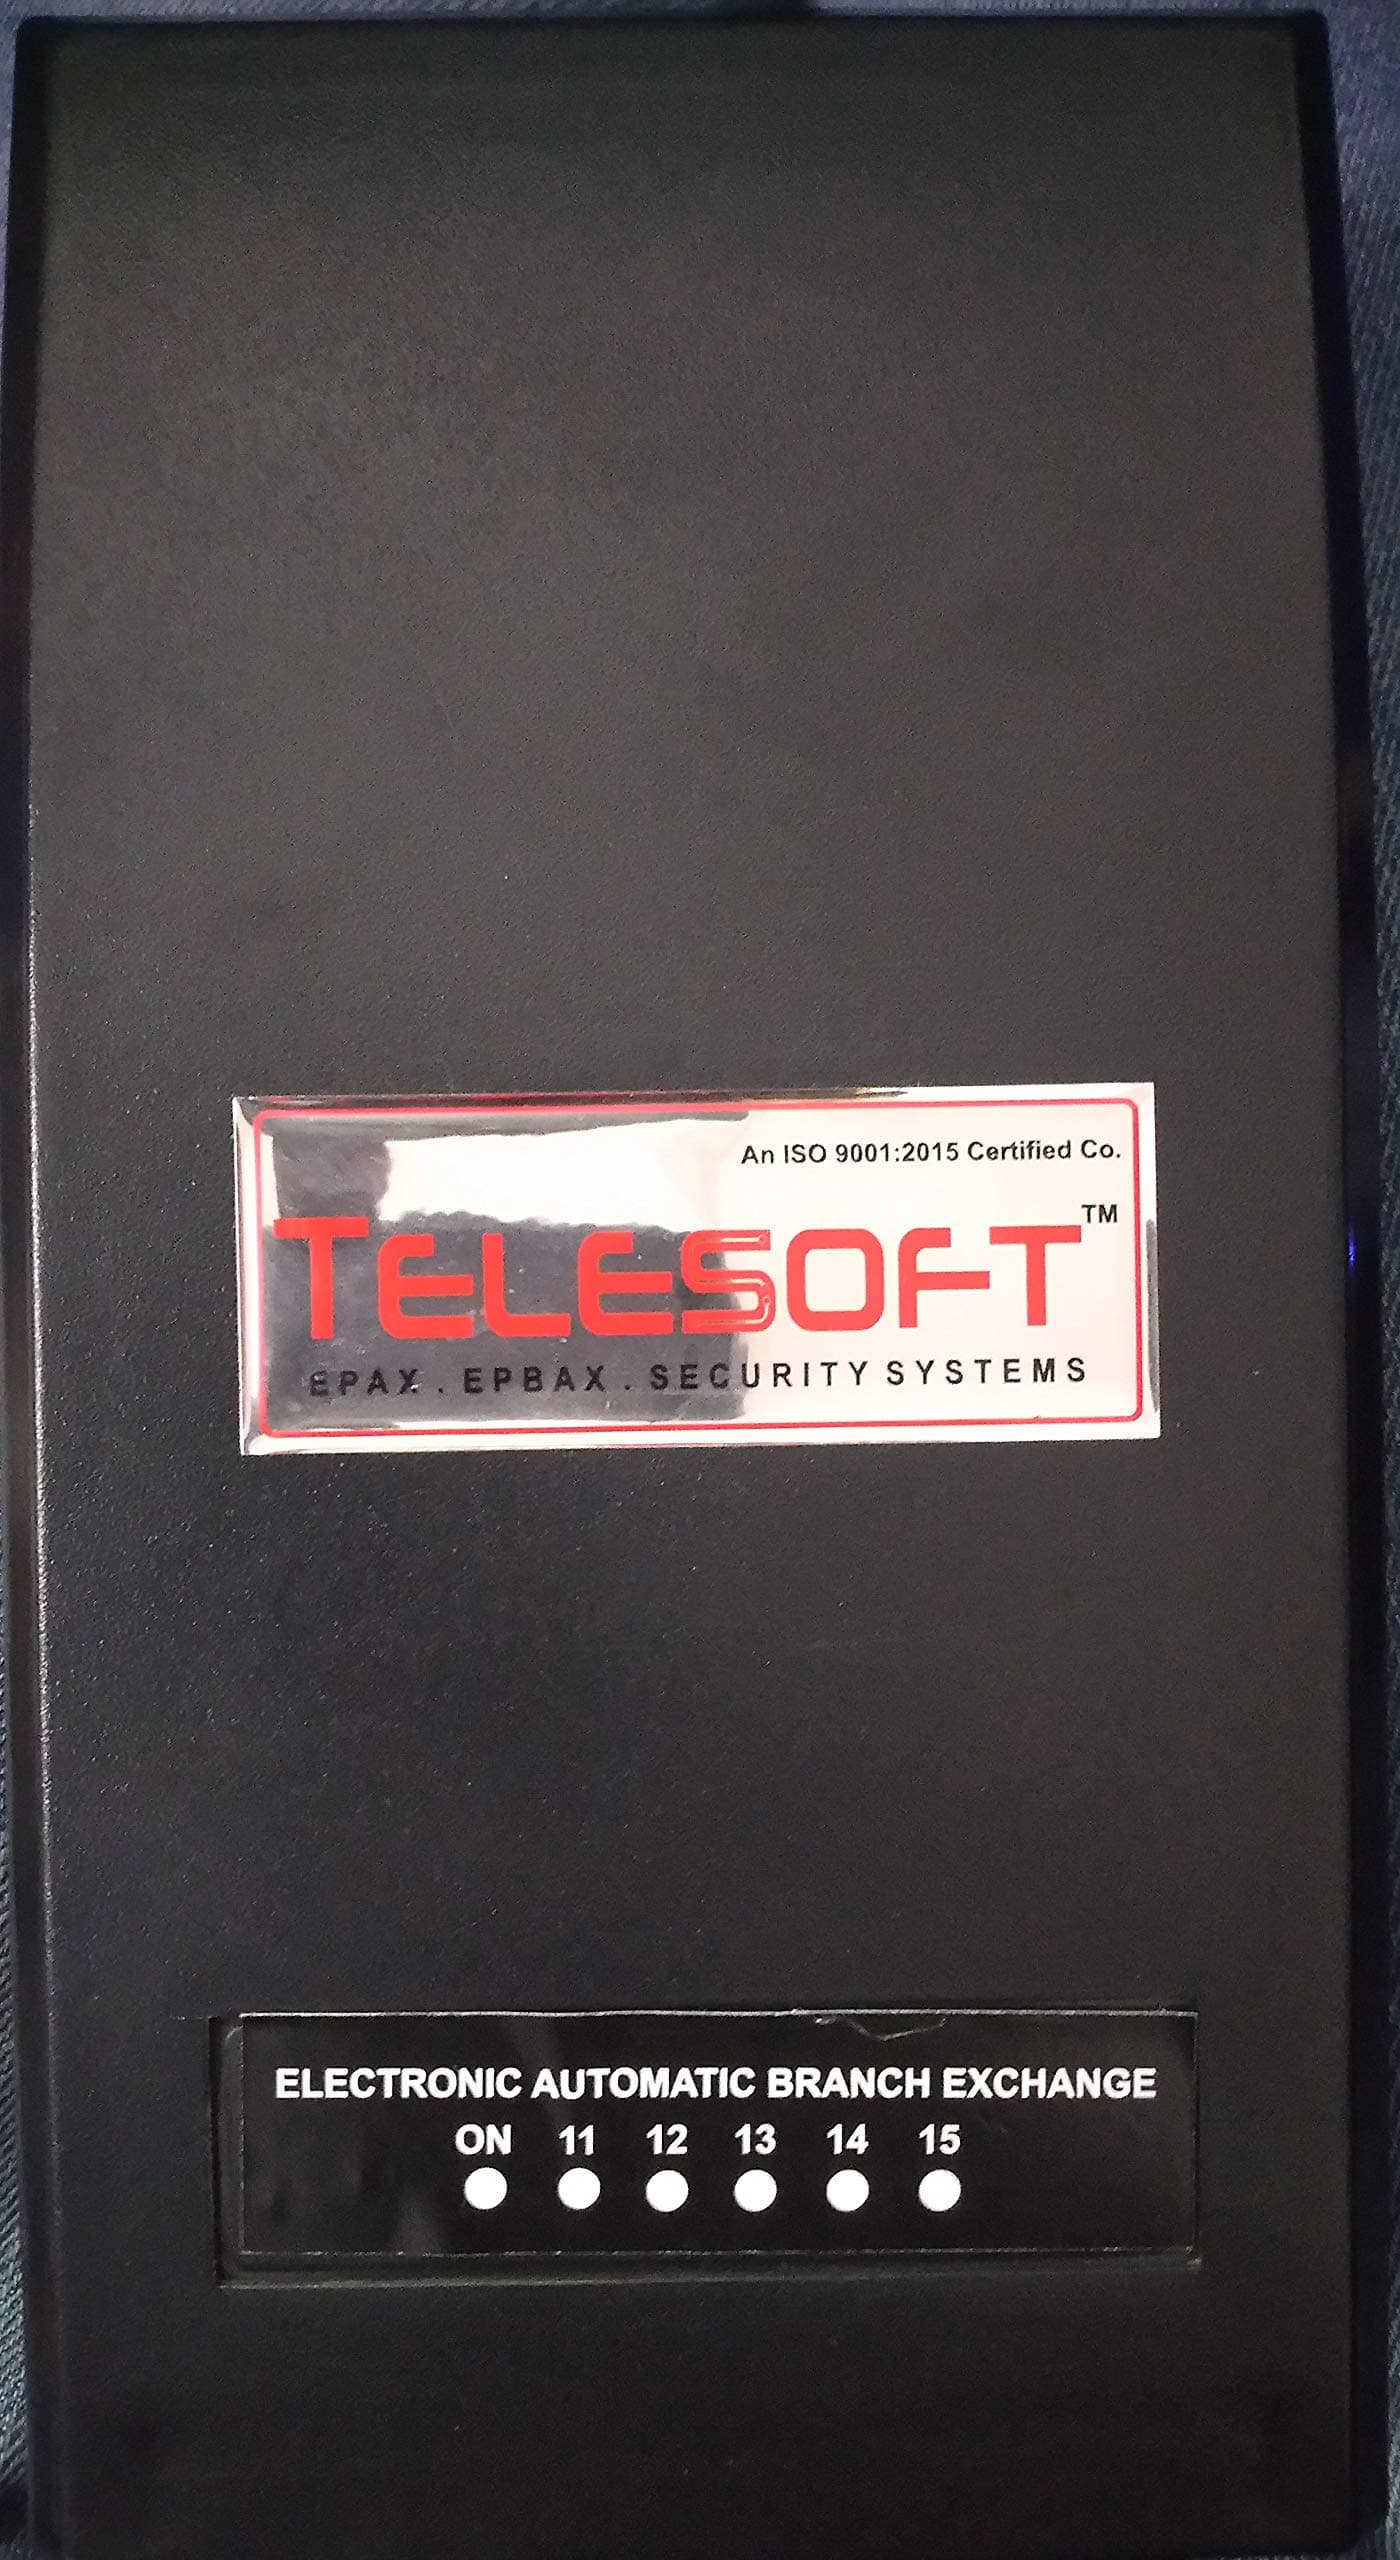 An ISO 9001:2015 Certified Co.
TELESOFT™
EPAX . EPBAX . SECURITY SYSTEMS
ELECTRONIC AUTOMATIC BRANCH EXCHANGE
ON 11 12 13 14 15